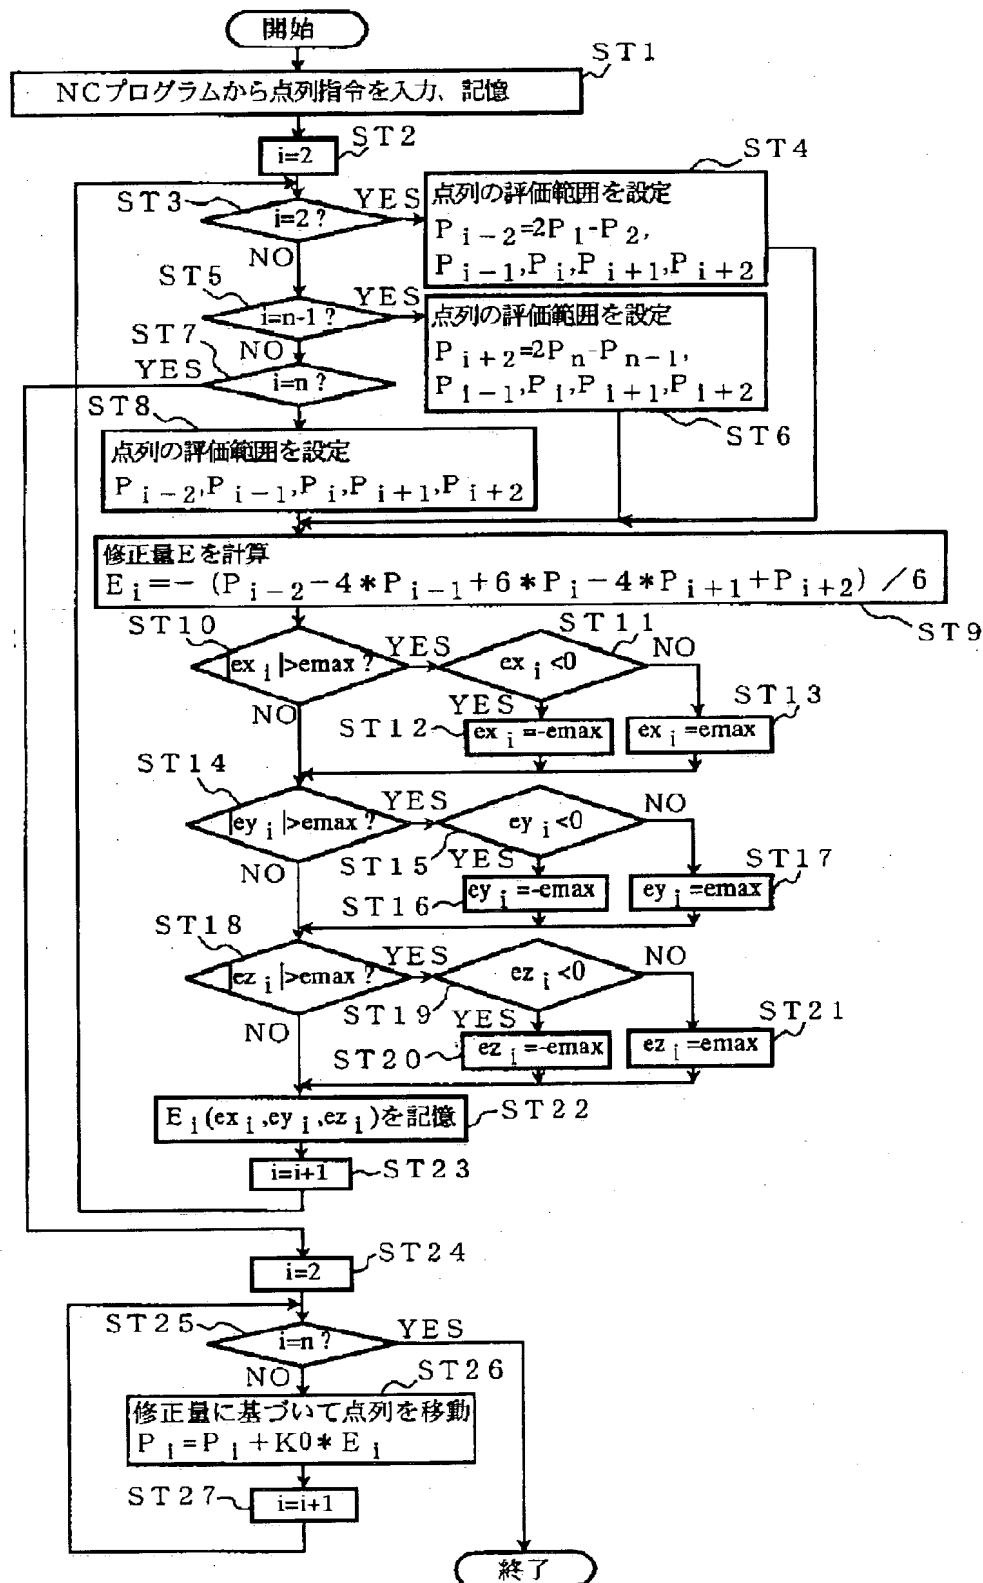 開始
ST1
NCプログラムから点列指令を入力、記憶
ST2
i=2
ST3
i=2 ?
YES
NO
ST4
点列の評価範囲を設定
P i-2 =2P 1 -P 2,
P i-1 ,P i ,P i+1 ,P i+2
ST5
i=n-1 ?
YES
NO
点列の評価範囲を設定
P i+2 =2P n -P n-1 ,
P i-1 ,P i ,P i+1 ,P i+2
ST6
ST7
YES
i=n ?
ST8
点列の評価範囲を設定
P i-2 ,P i-1 ,P i ,P i+1 ,P i+2
修正量Eを計算
E i =- (P i-2 -4*P i-1 +6*P i -4*P i+1 +P i+2 ) /6
ST9
ST10
|ex i |>emax ?
YES
NO
ST11
ex i <0
NO
YES
ST12
ex i =-emax
ST13
ex i =emax
ST14
|ey i |>emax ?
YES
NO
ey i <0
NO
ST15
YES
ST16
ey i =-emax
ST17
ey i =emax
ST18
|ez i |>emax ?
YES
NO
ez i <0
NO
ST19
YES
ST20
ez i =-emax
ST21
ez i =emax
E i (ex i ,ey i ,ez i )を記憶
ST22
i=i+1
ST23
ST24
i=2
ST25
i=n ?
YES
NO
ST26
修正量に基づいて点列を移動
P i =P i +K0* E i
ST27
i=i+1
終了